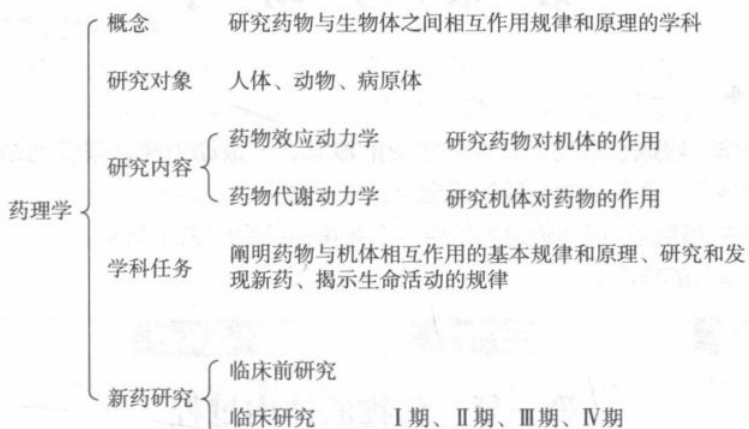 概念 研究药物与生物体之间相互作用规律和原理的学科
研究对象 人体、动物、病原体
药物效应动力学 研究药物对机体的作用
研究内容
药物代谢动力学 研究机体对药物的作用
药理学
阐明药物与机体相互作用的基本规律和原理、研究和发
学科任务
现新药、揭示生命活动的规律
临床前研究
新药研究
临床研究 Ⅰ期、Ⅱ期、Ⅲ期、Ⅳ期